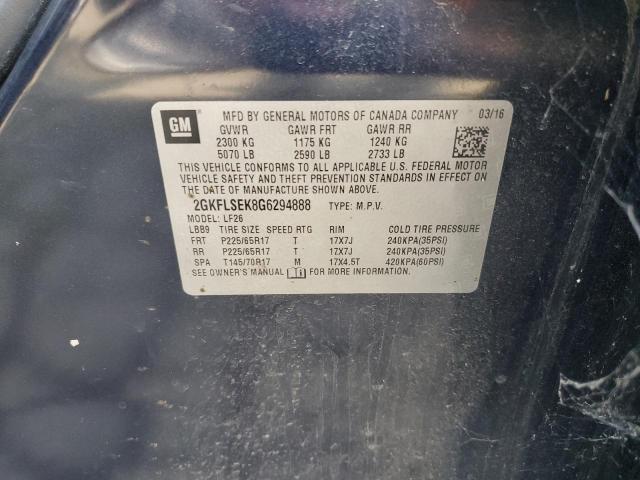 GM
MFD BY GENERAL MOTORS OF CANADA COMPANY 03/16
GVWR GAWR FRT GAWR RR
2300 KG 1175 KG 1240 KG
5070 LB 2590 LB 2733 LB
THIS VEHICLE CONFORMS TO ALL APPLICABLE U.S. FEDERAL MOTOR
VEHICLE SAFETY AND THEFT PREVENTION STANDARDS IN EFFECT ON
THE DATE OF MANUFACTURE SHOWN ABOVE.
2GKFLSEK8G6294888 TYPE: M.P.V.
MODEL: LF26
LBB9 TIRE SIZE SPEED RTG RIM COLD TIRE PRESSURE
FRT P225/65R17 T 17X7J 240KPA(35PSI)
RR P225/65R17 T 17X7J 240KPA(35PSI)
SPA T145/70R17 M 17X4.5T 420KPA(60PSI)
SEE OWNER'S MANUAL FOR MORE INFORMATION.